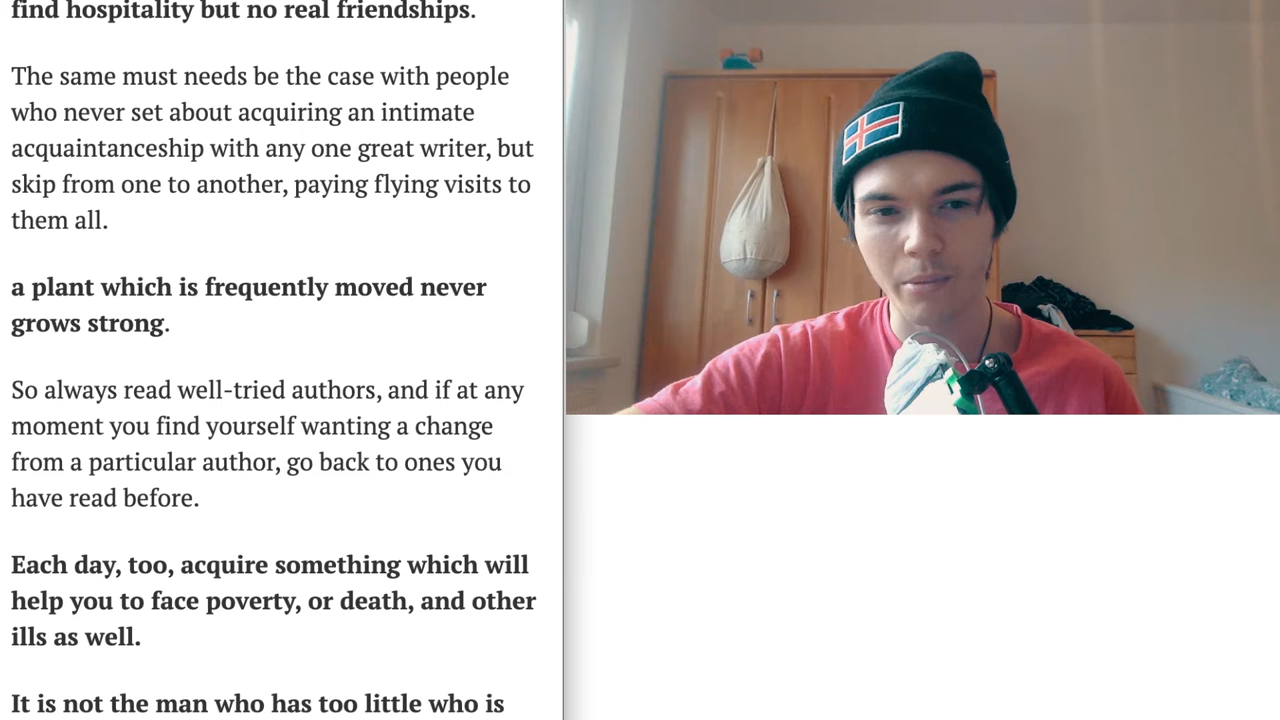 find hospitality but no real friendships.
The same must needs be the case with people
who never set about acquiring an intimate
acquaintanceship with any one great writer, but
skip from one to another, paying flying visits to
them all.
a plant which is frequently moved never
grows strong.
So always read well-tried authors, and if at any
moment you find yourself wanting a change
from a particular author, go back to ones you
have read before.
Each day, too, acquire something which will
help you to face poverty, or death, and other
ills as well.
It is not the man who has too little who is